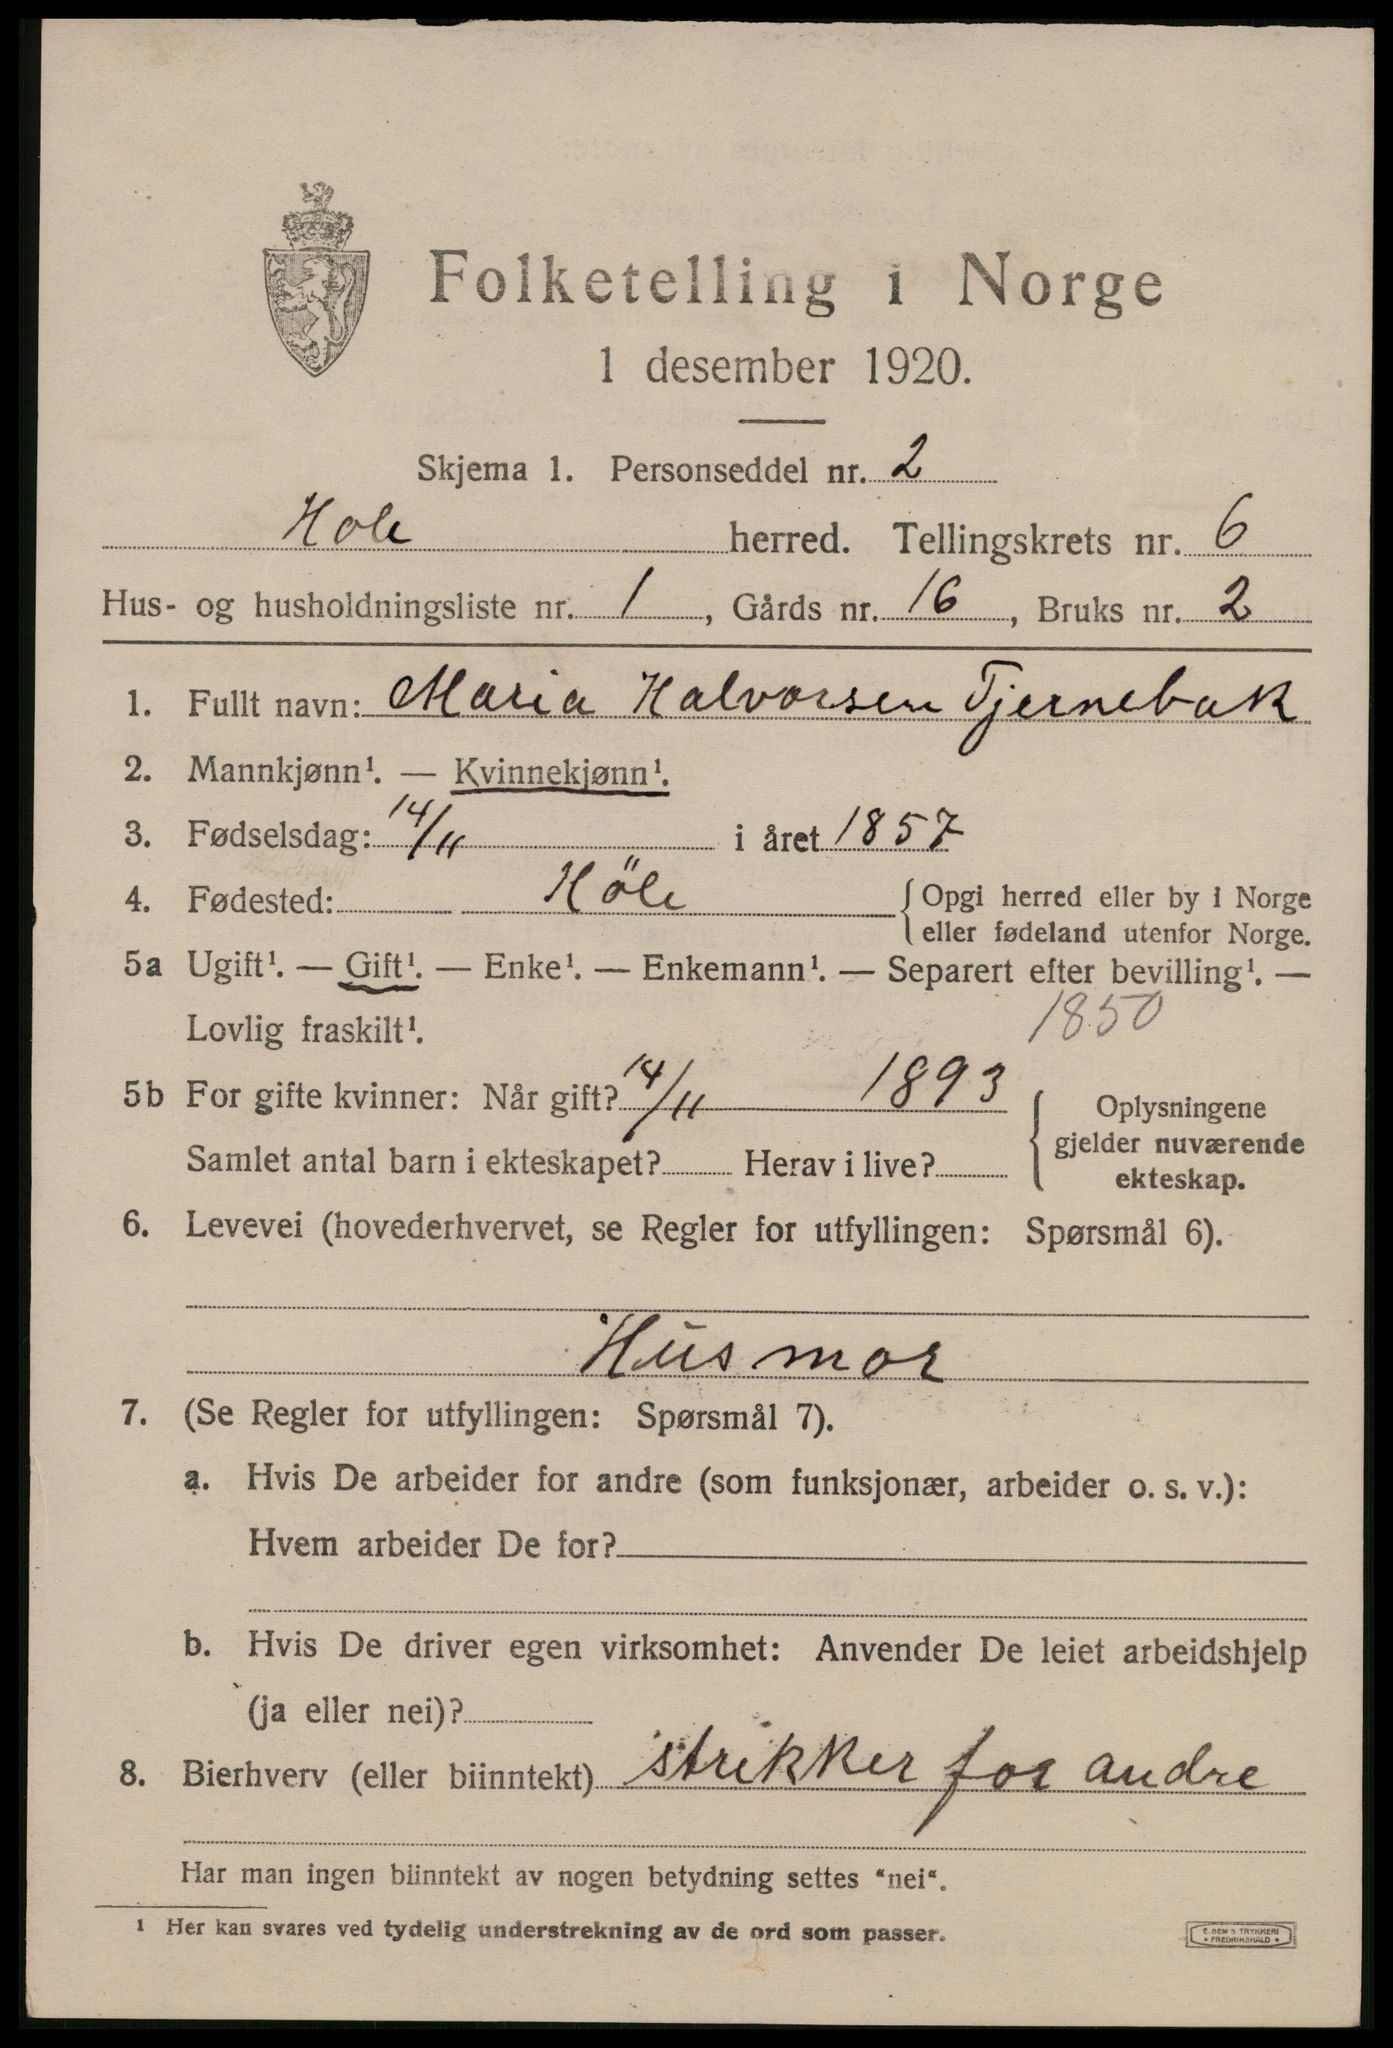 Folketelling i Norge
1 desember 1920.
Skjema 1. Personseddel nr. 2
Hole herred. Tellingskrets nr. 6
Hus- og husholdningsliste nr. 1, Gårds nr. 16, Bruks nr. 2
1. Fullt navn: Maria Halvorsen Tjernebak
2. Mannkjønn¹. — Kvinnekjønn¹.
3. Fødselsdag: 14/11 i året 1857
4. Fødested: Höle { Opgi herred eller by i Norge
eller fødeland utenfor Norge.
5a Ugift¹. — Gift¹. — Enke¹. — Enkemann¹. — Separert efter bevilling¹. —
Lovlig fraskilt¹. 1850
5b For gifte kvinner: Når gift? 14/11 1893 { Oplysningene
gjelder nuværende
Samlet antal barn i ekteskapet? Herav i live?
ekteskap.
6. Levevei (hovederhvervet, se Regler for utfyllingen: Spørsmål 6).
Husmor
7. (Se Regler for utfyllingen: Spørsmål 7).
a. Hvis De arbeider for andre (som funksjonær, arbeider o. s. v.):
Hvem arbeider De for?
b. Hvis De driver egen virksomhet: Anvender De leiet arbeidshjelp
(ja eller nei)?
8. Bierhverv (eller biinntekt) strikker for andre
Har man ingen biinntekt av nogen betydning settes "nei".
1 Her kan svares ved tydelig understrekning av de ord som passer.
TRYKKERI
FREDRIKSHALD